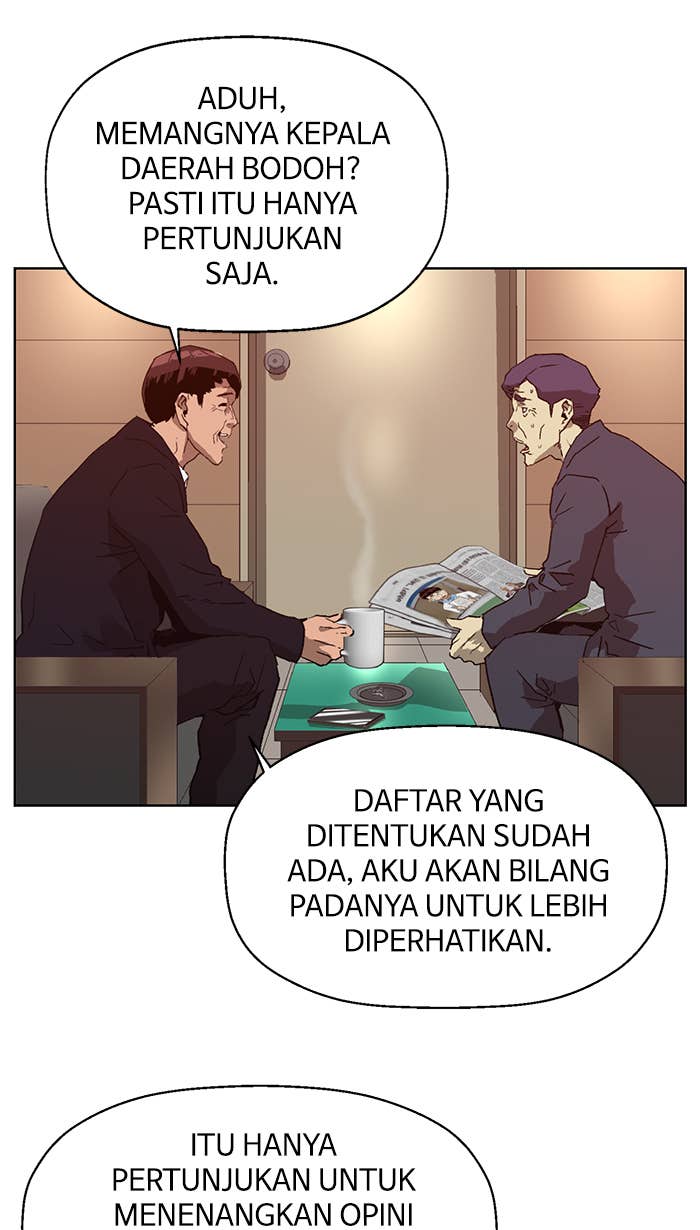 ADUH,
MEMANGNYA KEPALA
DAERAH BODOH?
PASTI ITU HANYA
PERTUNJUKAN
SAJA.
DAFTAR YANG
DITENTUKAN SUDAH
ADA, AKU AKAN BILANG
PADANYA UNTUK LEBIH
DIPERHATIKAN.
ITU HANYA
PERTUNJUKAN UNTUK
MENENANGKAN OPINI